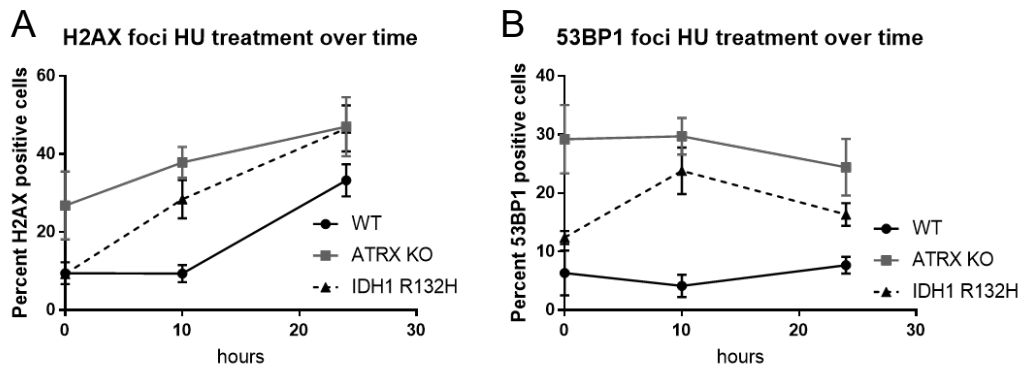 A
H2AX foci HU treatment over time
Percent H2AX positive cells
60
40
20
0
0 10 20 30
hours
WT
ATRX KO
IDH1 R132H
B
53BP1 foci HU treatment over time
Percent 53BP1 positive cells
40
30
20
10
0
0 10 20 30
hours
WT
ATRX KO
IDH1 R132H